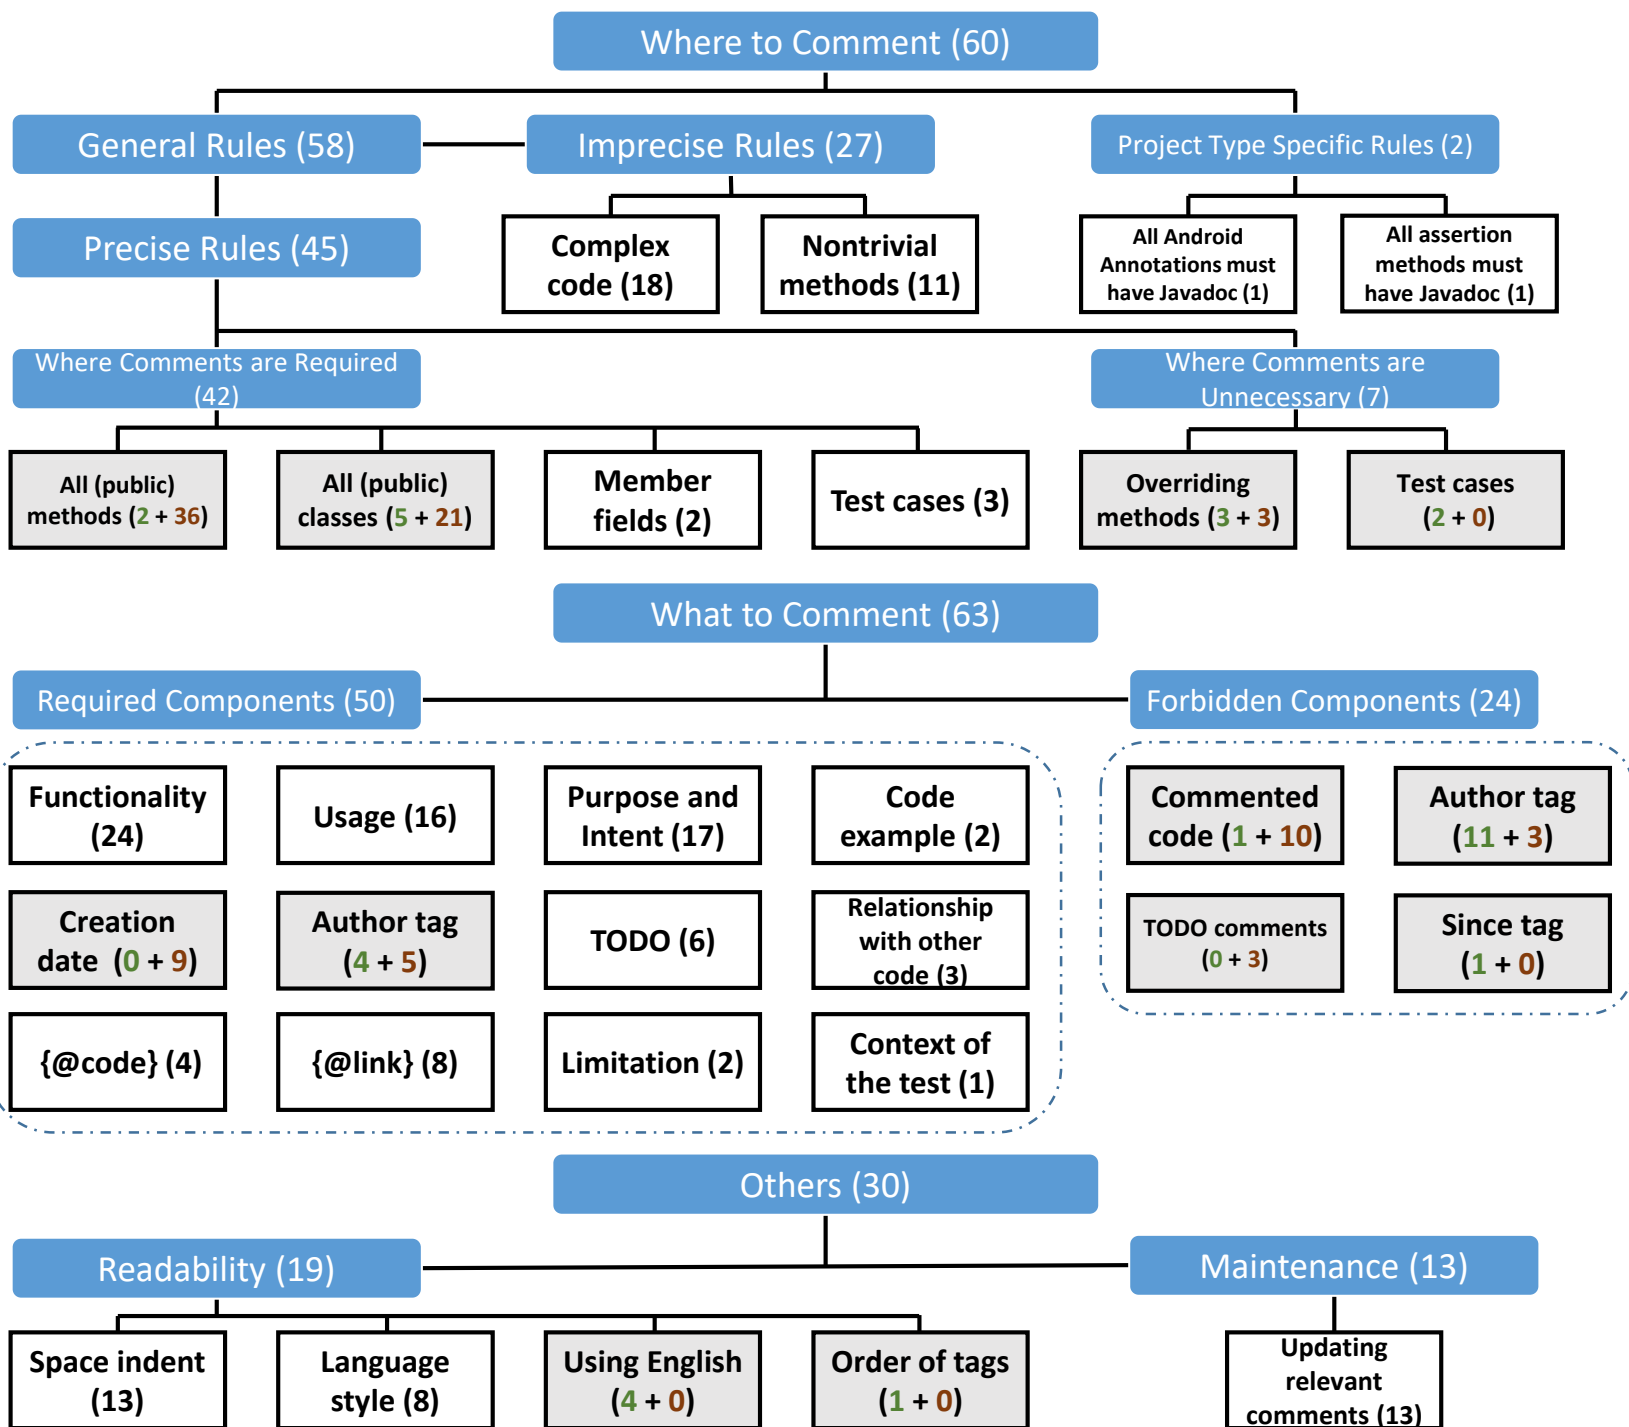 Where to Comment (60)
General Rules (58)
Imprecise Rules (27)
Project Type Specific Rules (2)
Precise Rules (45)
Complex
code (18)
Nontrivial
methods (11)
All Android
Annotations must
have Javadoc (1)
All assertion
methods must
have Javadoc (1)
Where Comments are Required
(42)
Where Comments are
Unnecessary (7)
All (public)
methods (2 + 36)
All (public)
classes (5 + 21)
Member
fields (2)
Test cases (3)
Overriding
methods (3 + 3)
Test cases
(2 + 0)
What to Comment (63)
Required Components (50)
Forbidden Components (24)
Functionality
(24)
Usage (16)
Purpose and
Intent (17)
Code
example (2)
Commented
code (1 + 10)
Author tag
(11 + 3)
Creation
date (0 + 9)
Author tag
(4 + 5)
TODO (6)
Relationship
with other
code (3)
TODO comments
(0 + 3)
Since tag
(1 + 0)
{@code} (4)
{@link} (8)
Limitation (2)
Context of
the test (1)
Others (30)
Readability (19)
Maintenance (13)
Space indent
(13)
Language
style (8)
Using English
(4 + 0)
Order of tags
(1 + 0)
Updating
relevant
comments (13)